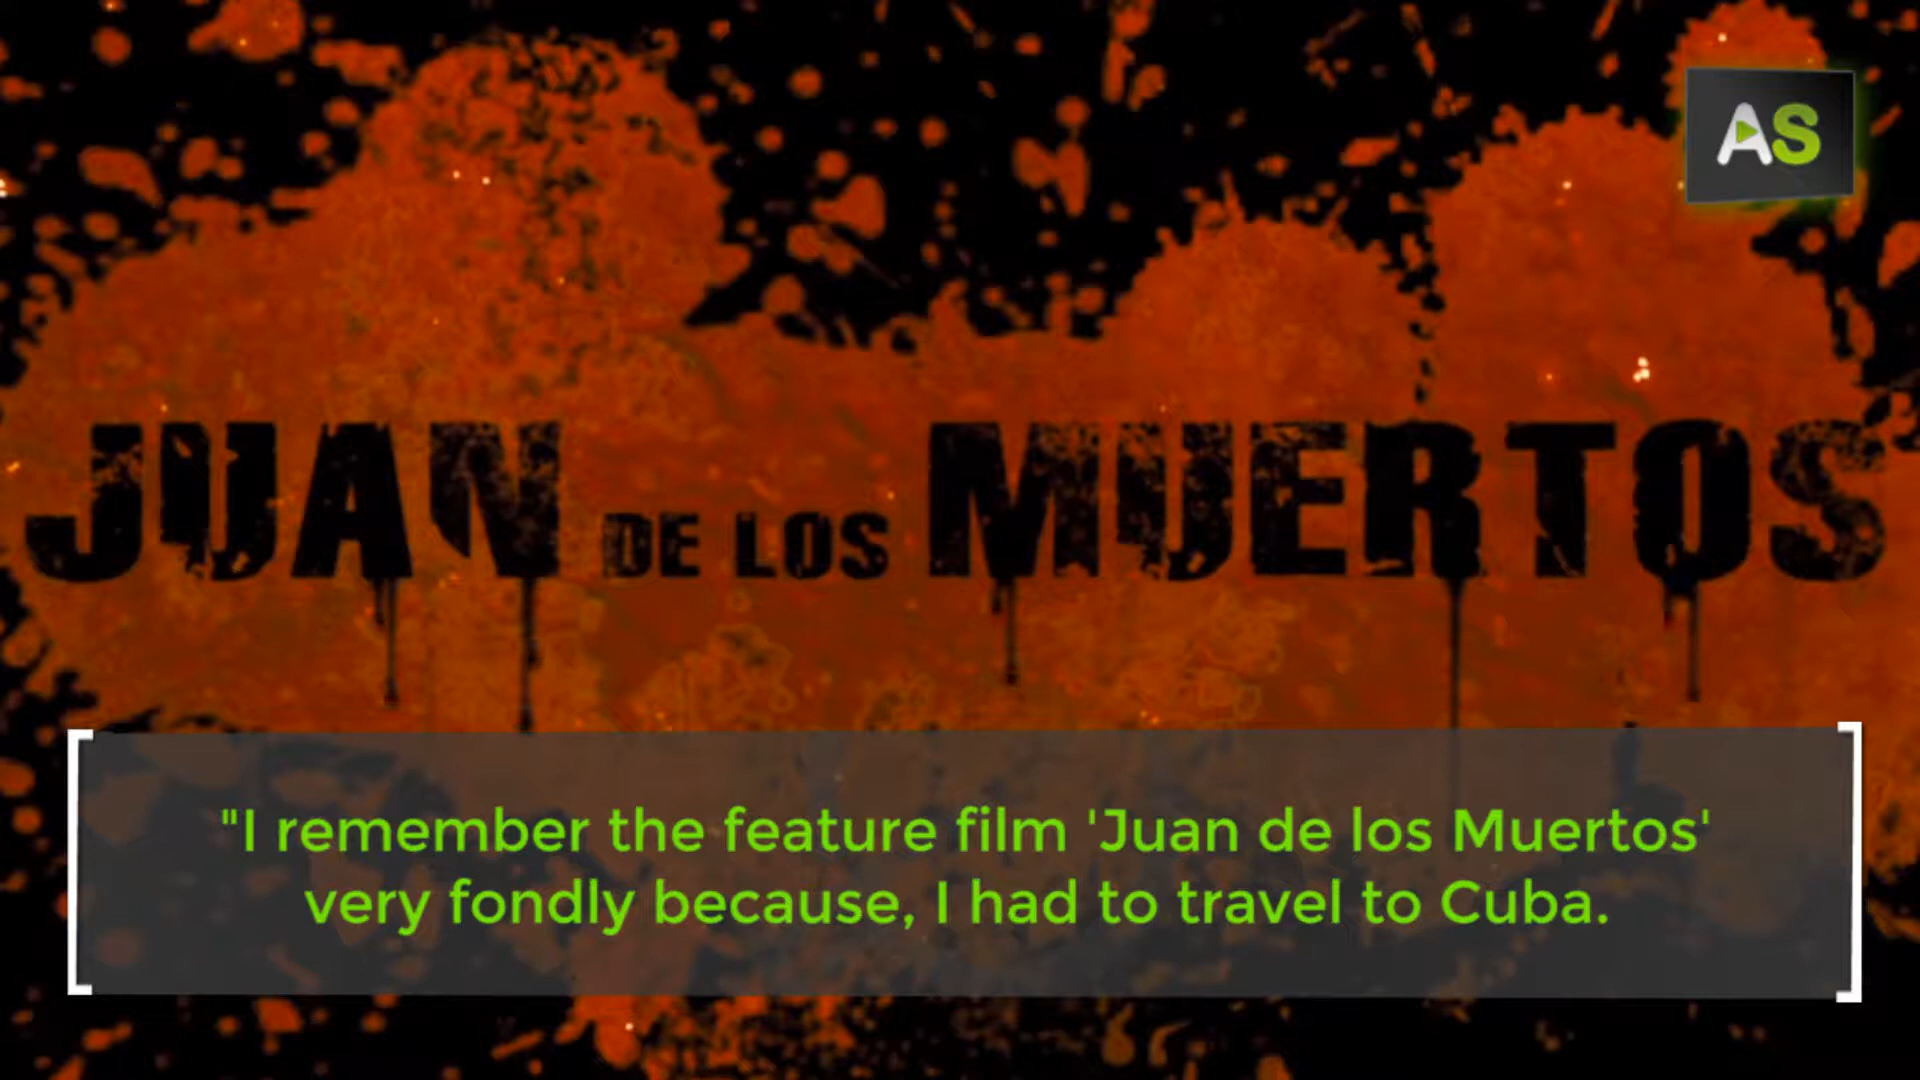 AS
JUAN DE LOS MUERTOS
"I remember the feature film 'Juan de los Muertos'
very fondly because, I had to travel to Cuba.